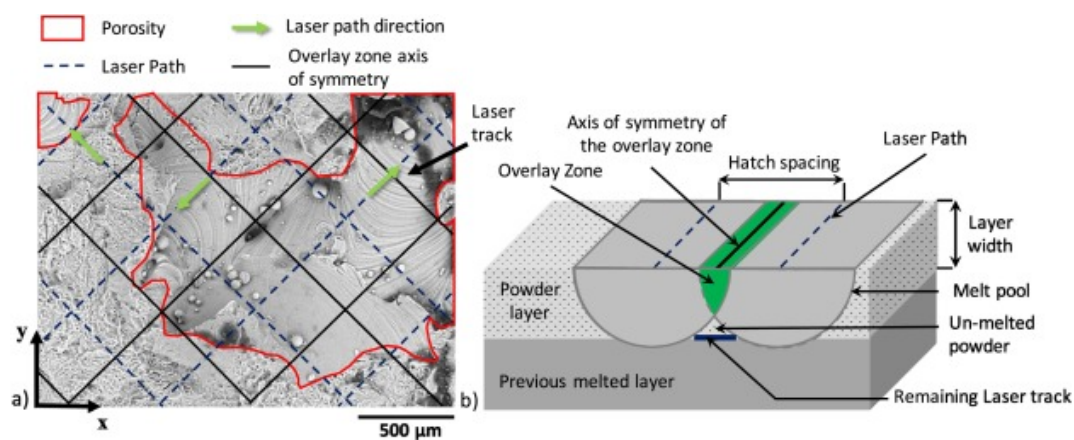 Porosity
Laser path direction
Laser Path
Overlay zone axis
of symmetry
Laser
track
y
a)
x
500 µm
Axis of symmetry of
the overlay zone
Laser Path
Overlay Zone
Hatch spacing
Layer
width
Powder
layer
Melt pool
Un-melted
powder
Previous melted layer
Remaining Laser track
b)